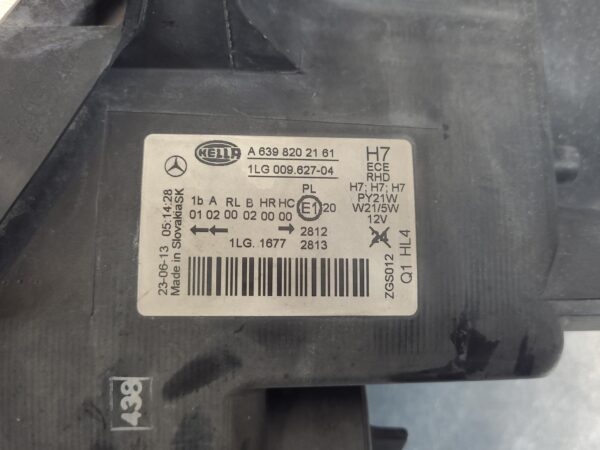 HELLA
A 639 820 2161
1LG 009.627-04
PL
1b A RL B HR HC
01 02 00 02 00 00
E1 20
2812
1LG. 1677 2813
H7
ECE
RHD
H7; H7; H7
PY21W
W21/5W
12V
23-06-13 05:14:28
Made in SlovakiaSK
ZGS012
Q1 HL4
438